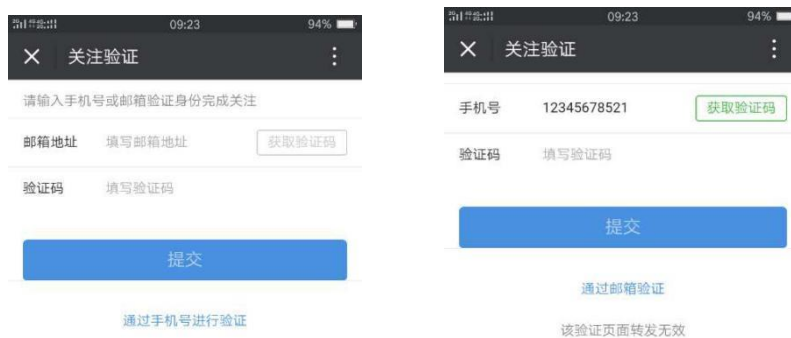 09:23
94%
关注验证
请输入手机号或邮箱验证身份完成关注
邮箱地址 填写邮箱地址 获取验证码
验证码 填写验证码
提交
通过手机号进行验证
09:23
94%
关注验证
手机号 12345678521 获取验证码
验证码 填写验证码
提交
通过邮箱验证
该验证页面转发无效